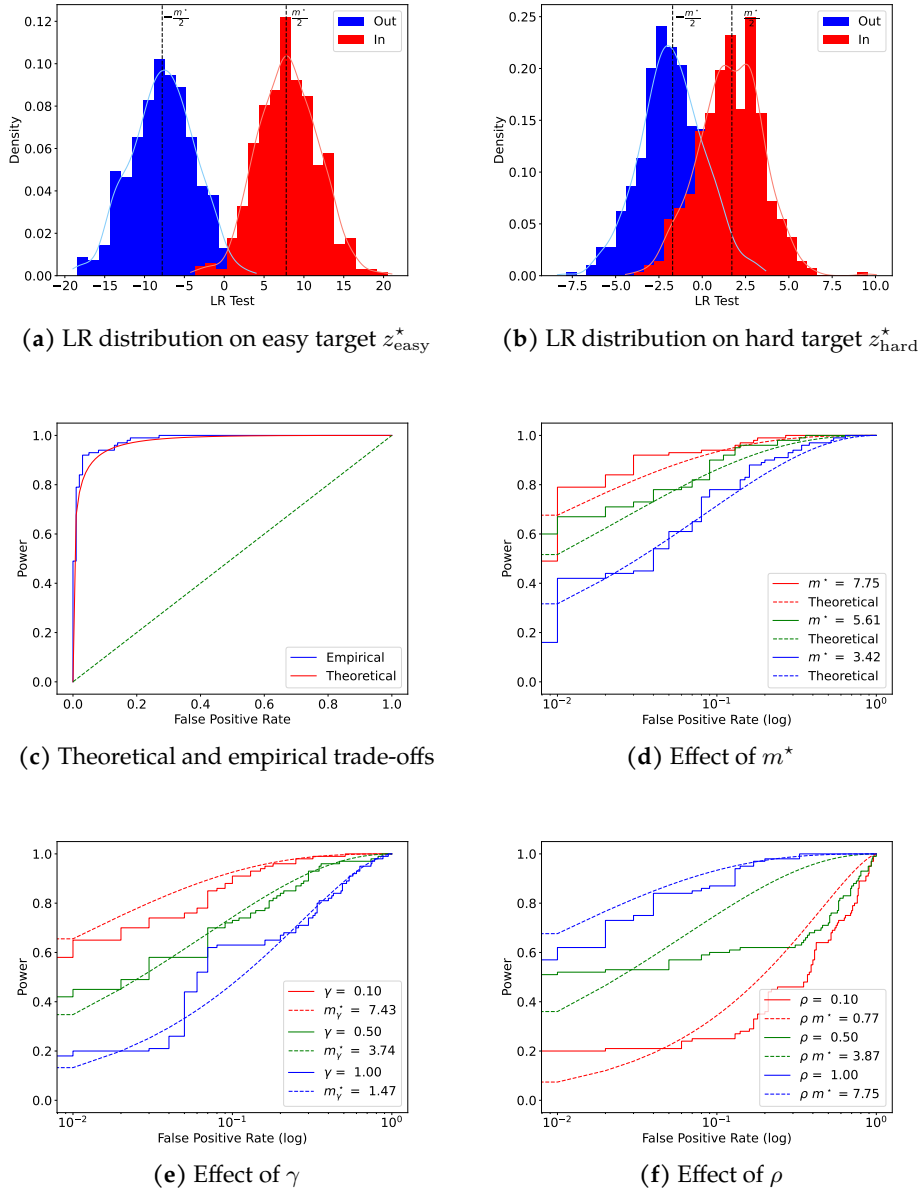 0.12
0.10
0.08
0.06
0.04
0.02
0.00
Density
−20
−15
−10
−5
0
5
10
15
20
LR Test
−m⋆/2
m⋆/2
Out
In
(a) LR distribution on easy target z⋆easy
0.25
0.20
0.15
0.10
0.05
0.00
Density
−7.5
−5.0
−2.5
0.0
2.5
5.0
7.5
10.0
LR Test
−m⋆/2
m⋆/2
Out
In
(b) LR distribution on hard target z⋆hard
1.0
0.8
0.6
0.4
0.2
0.0
Power
0.0
0.2
0.4
0.6
0.8
1.0
False Positive Rate
Empirical
Theoretical
(c) Theoretical and empirical trade-offs
1.0
0.8
0.6
0.4
0.2
0.0
Power
10−2
10−1
100
False Positive Rate (log)
m⋆ = 7.75
Theoretical
m⋆ = 5.61
Theoretical
m⋆ = 3.42
Theoretical
(d) Effect of m⋆
1.0
0.8
0.6
0.4
0.2
0.0
Power
10−2
10−1
100
False Positive Rate (log)
γ = 0.10
m⋆γ = 7.43
γ = 0.50
m⋆γ = 3.74
γ = 1.00
m⋆γ = 1.47
(e) Effect of γ
1.0
0.8
0.6
0.4
0.2
0.0
Power
10−2
10−1
100
False Positive Rate (log)
ρ = 0.10
ρ m⋆ = 0.77
ρ = 0.50
ρ m⋆ = 3.87
ρ = 1.00
ρ m⋆ = 7.75
(f) Effect of ρ